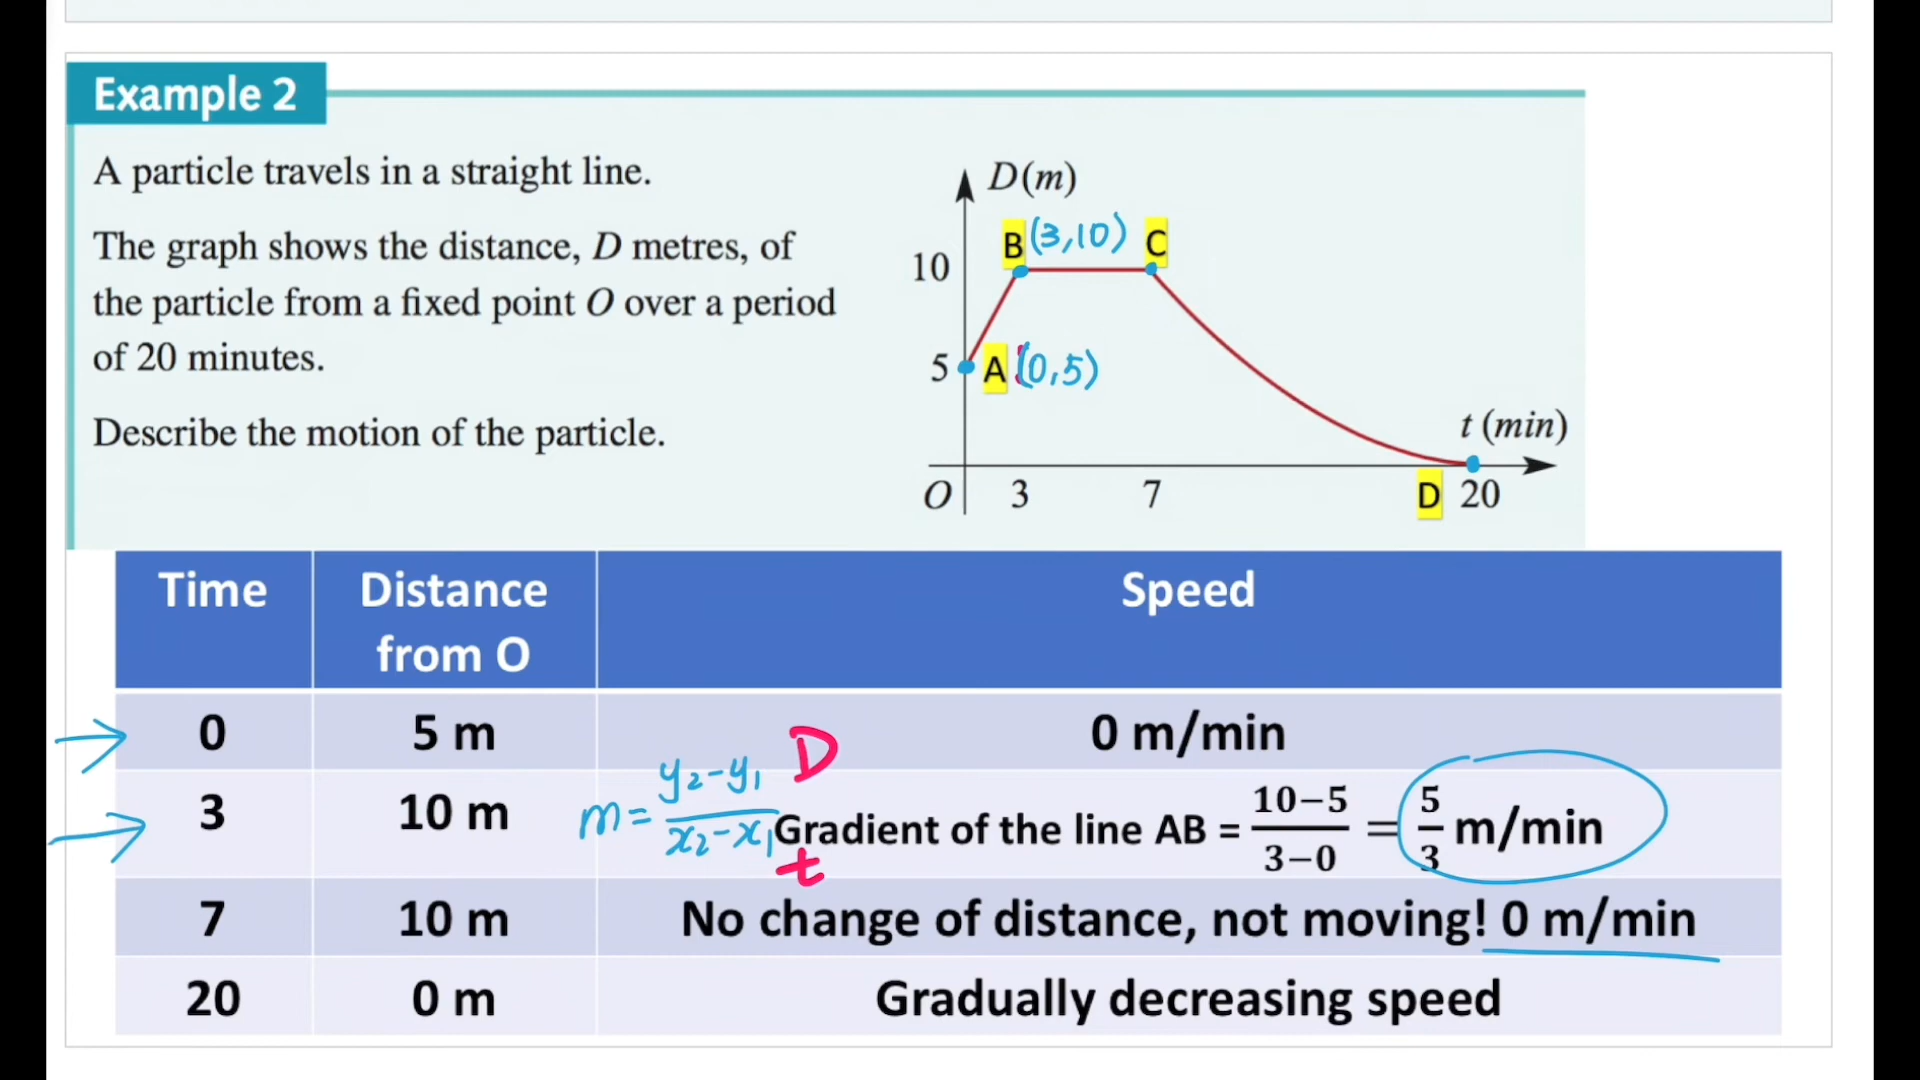 Example 2
A particle travels in a straight line.
The graph shows the distance, D metres, of
the particle from a fixed point O over a period
of 20 minutes.
Describe the motion of the particle.
D(m)
10
B (3,10) C
5
A (0,5)
t (min)
O 3 7 D 20
Time Distance from O Speed
0 5 m 0 m/min
3 10 m m = y₂-y₁ / x₂-x₁ D t Gradient of the line AB = 10−5 / 3−0 = 5/3 m/min
7 10 m No change of distance, not moving! 0 m/min
20 0 m Gradually decreasing speed